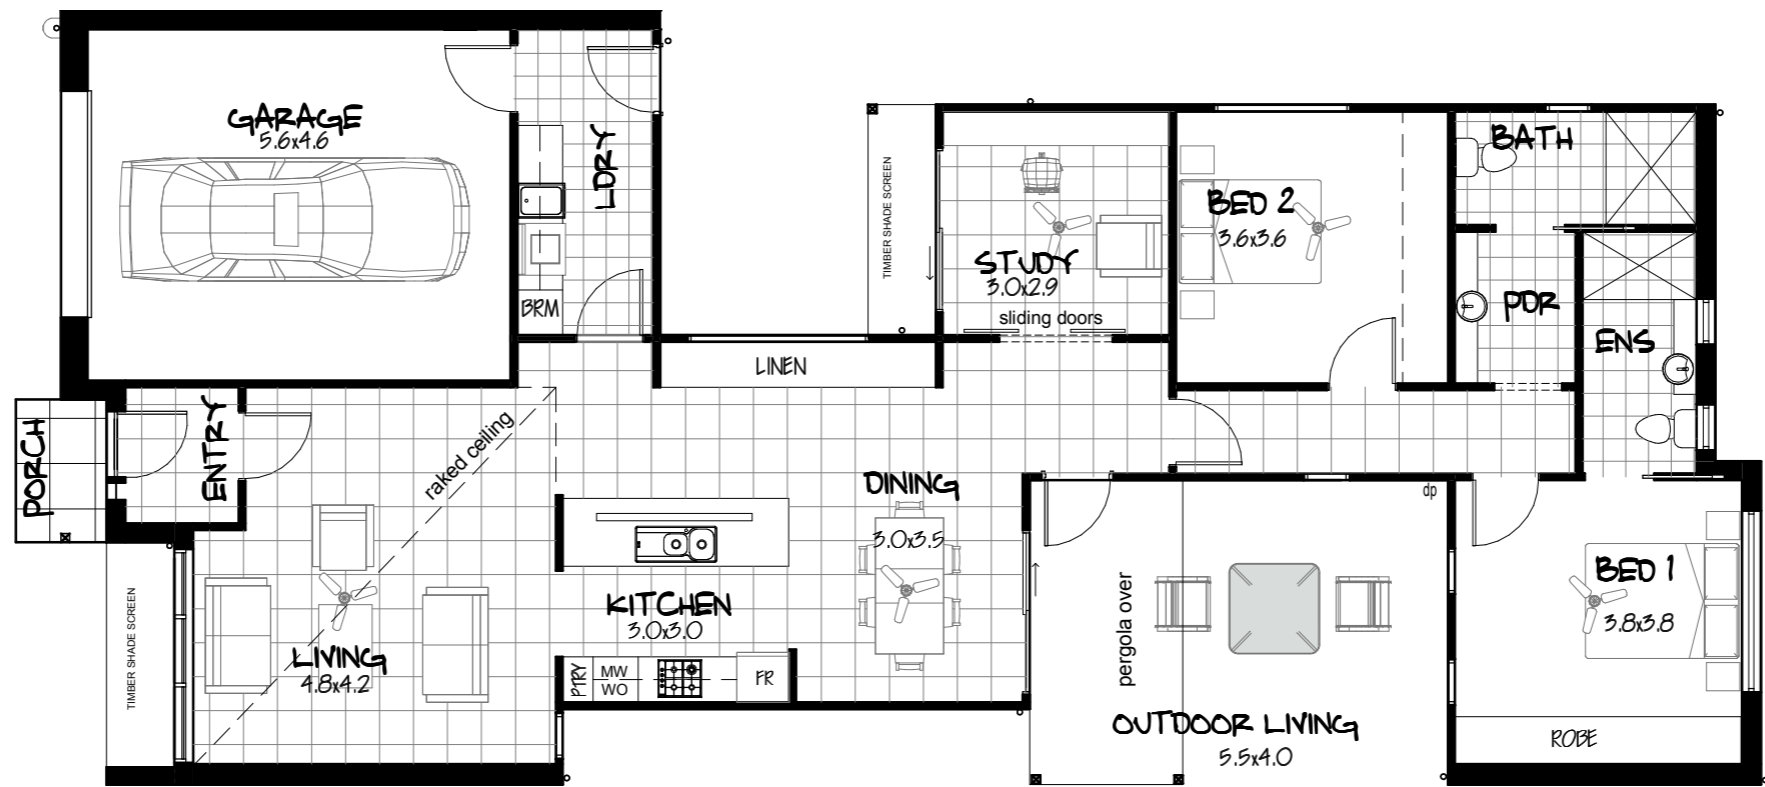 GARAGE
5.6x4.6
LDRY
BRM
TIMBER SHADE SCREEN
STUDY
3.0x2.9
sliding doors
BED 2
3.6x3.6
BATH
PDR
ENS
LINEN
PORCH
ENTRY
raked ceiling
DINING
3.0x3.5
dp
KITCHEN
3.0x3.0
TIMBER SHADE SCREEN
LIVING
4.8x4.2
PTRY
MW
WO
FR
pergola over
OUTDOOR LIVING
5.5x4.0
BED 1
3.8x3.8
ROBE